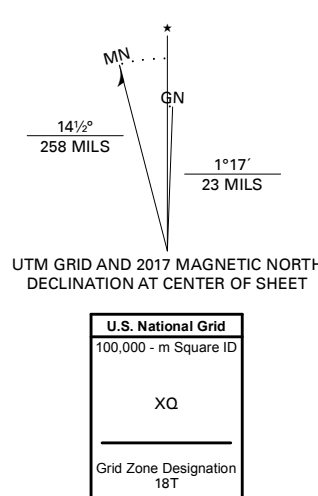 ★
MN
GN
14½°
258 MILS
1°17´
23 MILS
UTM GRID AND 2017 MAGNETIC NORTH
DECLINATION AT CENTER OF SHEET
U.S. National Grid
100,000 - m Square ID
XQ
Grid Zone Designation
18T